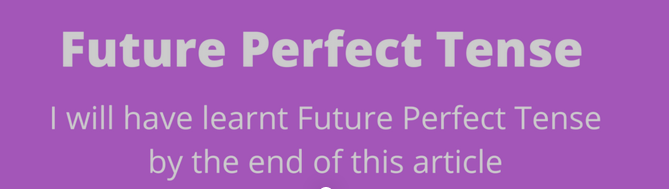 Future Perfect Tense
I will have learnt Future Perfect Tense
by the end of this article